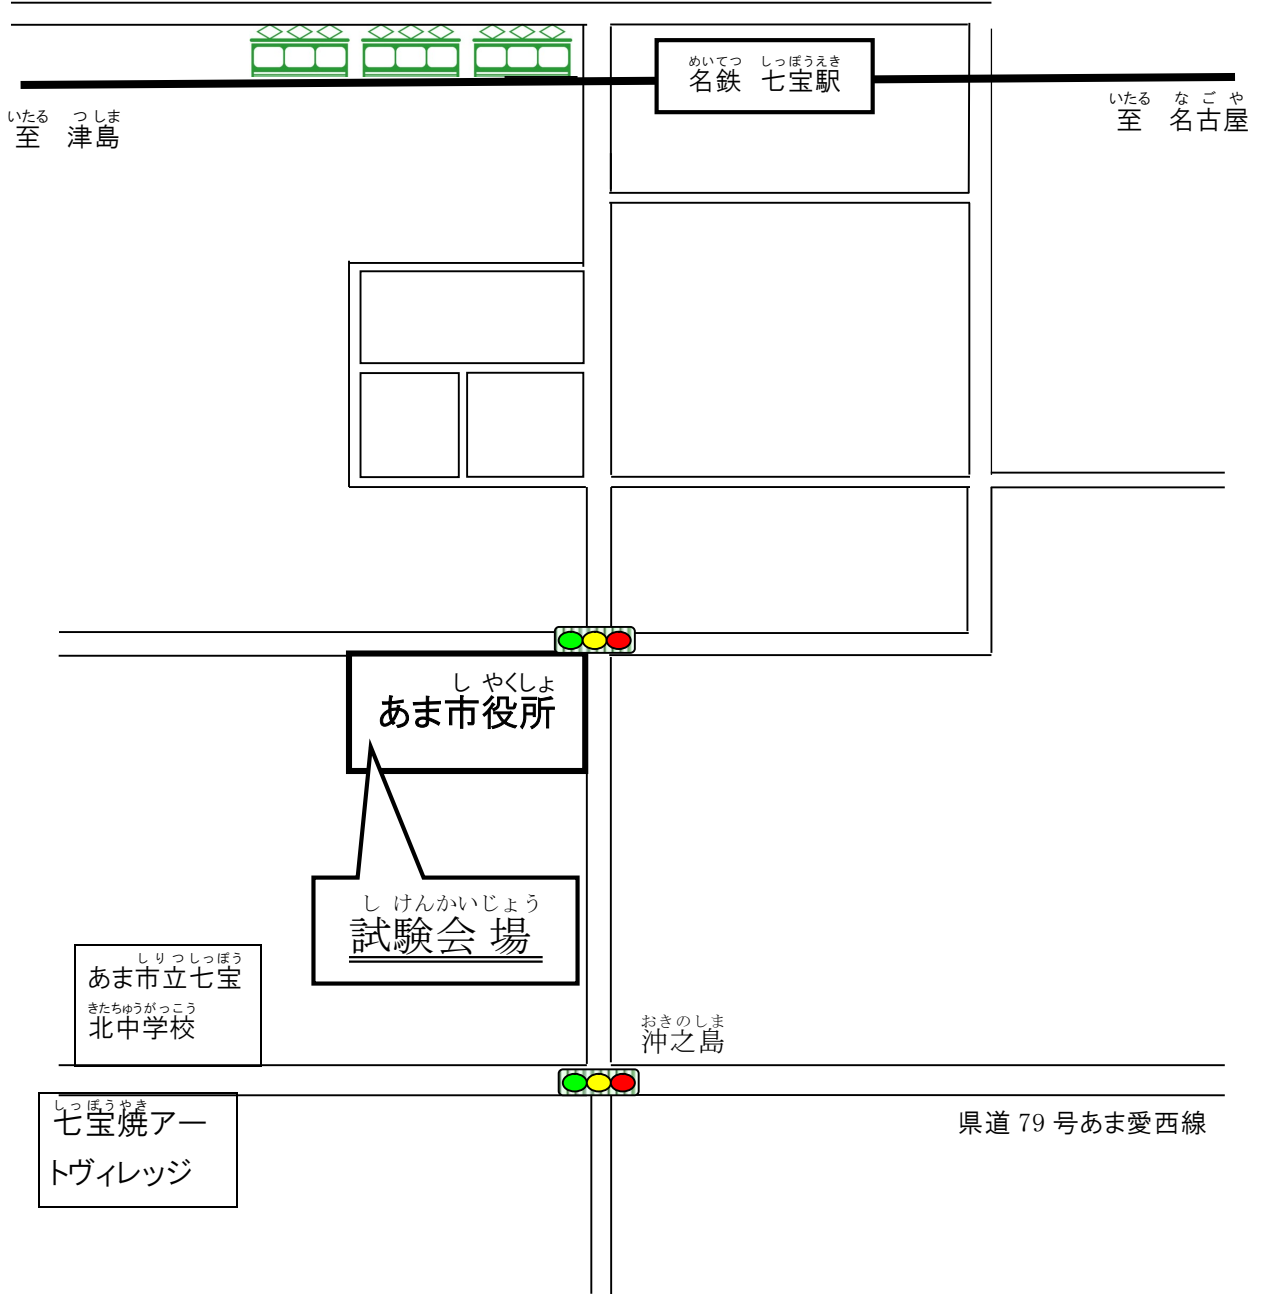 めいてつ しっぽうえき
名鉄 七宝駅
いたる つしま
至 津島
いたる なごや
至 名古屋
しやくしょ
あま市役所
しけんかいじょう
試験会場
しりつしっぽう
あま市立七宝
きたちゅうがっこう
北中学校
おきのしま
沖之島
しっぽうやき
七宝焼アー
トヴィレッジ
県道 79 号あま愛西線